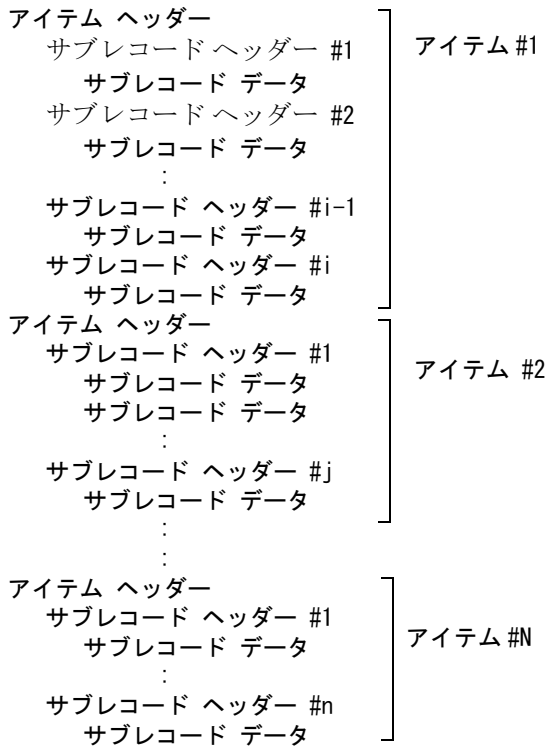 アイテム ヘッダー
サブレコード ヘッダー #1
アイテム #1
サブレコード データ
サブレコード ヘッダー #2
サブレコード データ
:
サブレコード ヘッダー #i-1
サブレコード データ
サブレコード ヘッダー #i
サブレコード データ
アイテム ヘッダー
サブレコード ヘッダー #1
アイテム #2
サブレコード データ
サブレコード データ
:
サブレコード ヘッダー #j
サブレコード データ
:
:
アイテム ヘッダー
サブレコード ヘッダー #1
アイテム #N
サブレコード データ
:
サブレコード ヘッダー #n
サブレコード データ